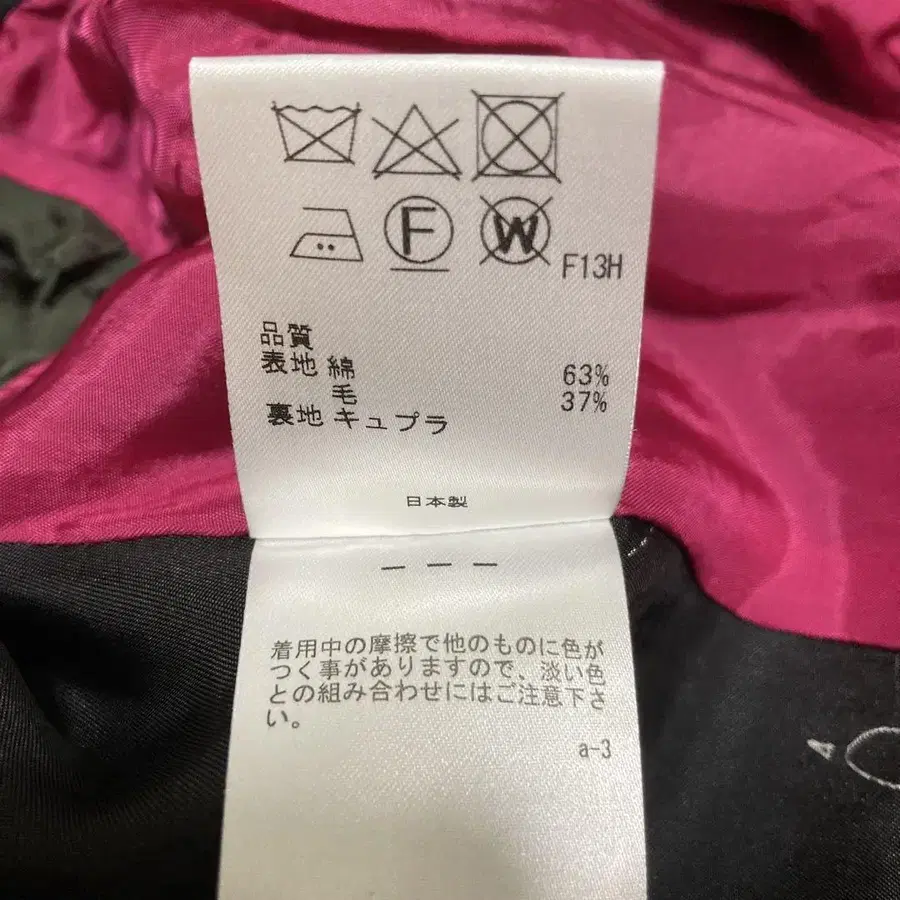 F
W
F13H
品質
表地 綿 63%
毛 37%
裏地 キュプラ
日本製
— — —
着用中の摩擦で他のものに色が
つく事がありますので、淡い色
との組み合わせにはご注意下さ
い。
a-3